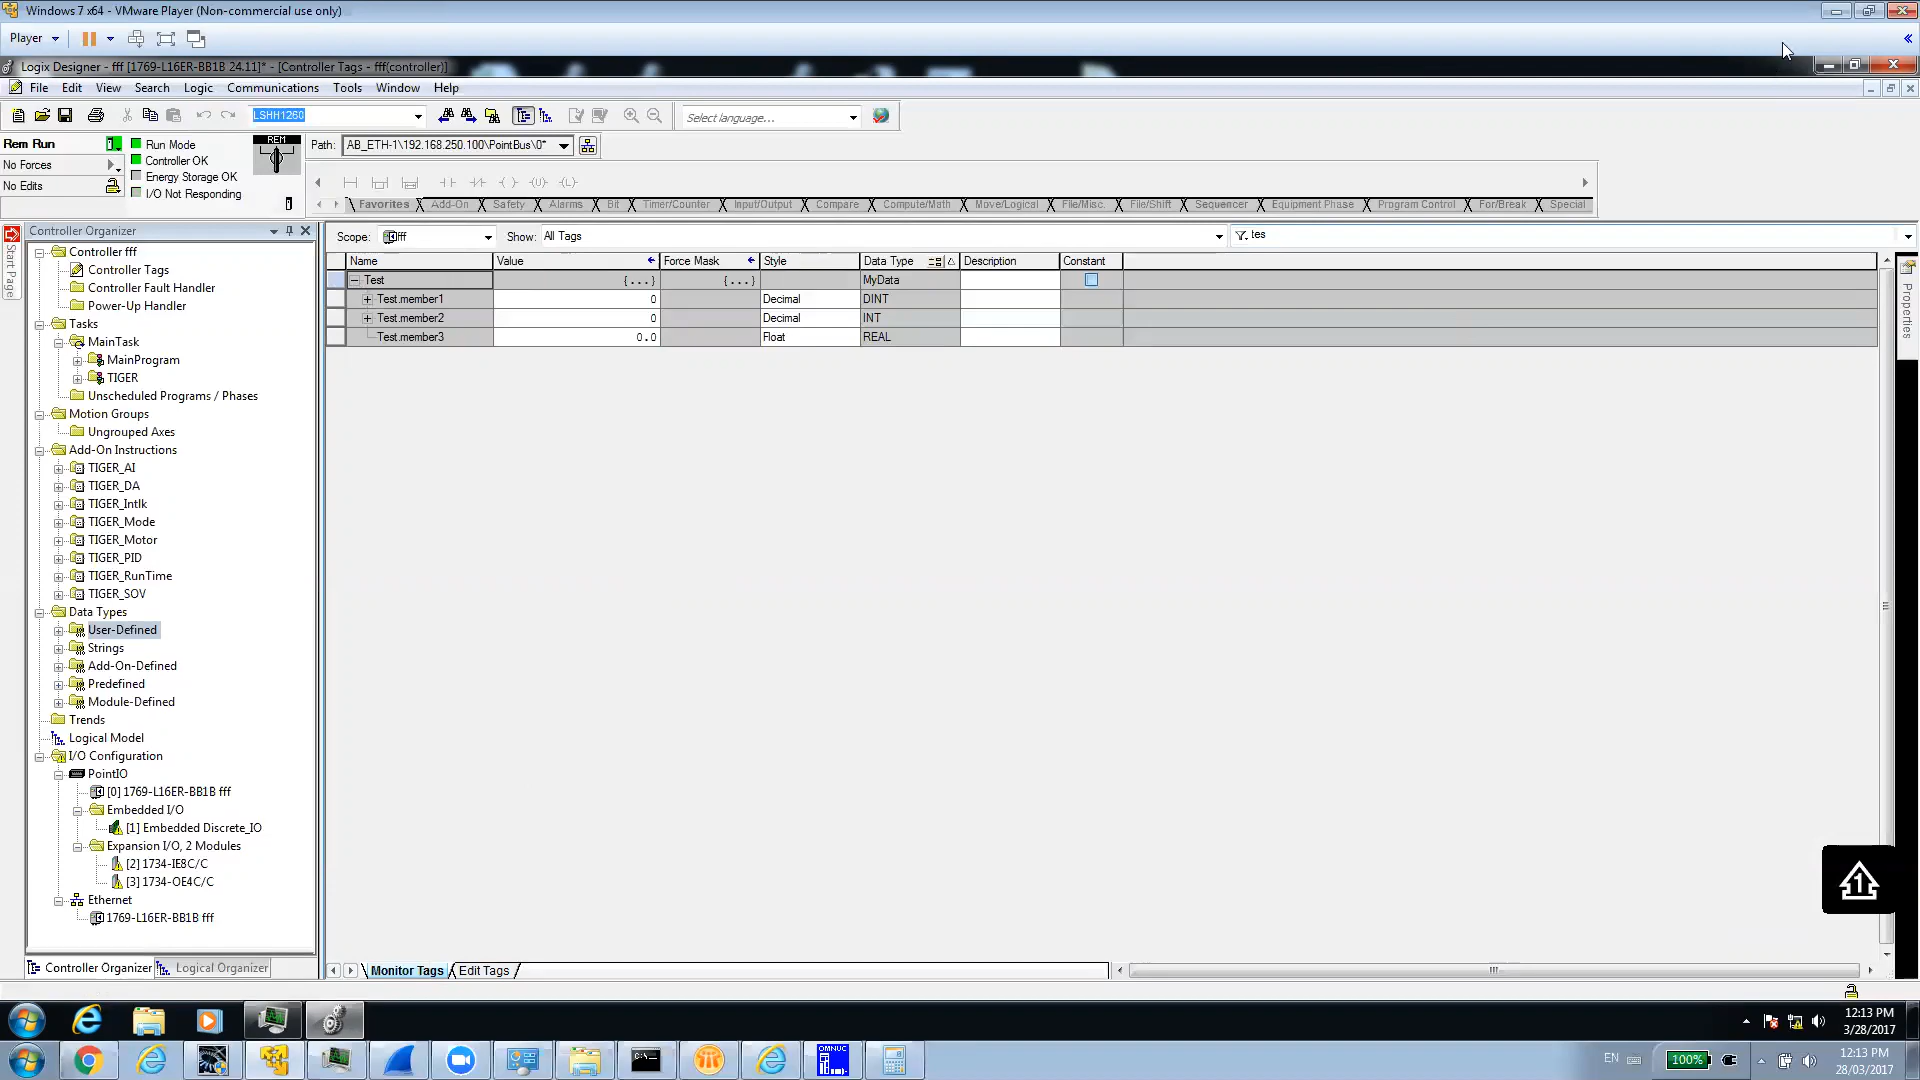 Windows 7 x64 - VMware Player (Non-commercial use only)
Player
Logix Designer - fff [1769-L16ER-BB1B 24.11]* - [Controller Tags - fff(controller)]
File Edit View Search Logic Communications Tools Window Help
LSHH1260
Select language...
Rem Run
Run Mode
REM
Path: AB_ETH-1\192.168.250.100\PointBus\0*
No Forces
Controller OK
Energy Storage OK
No Edits
I/O Not Responding
Favorites Add-On Safety Alarms Bit Timer/Counter Input/Output Compare Compute/Math Move/Logical File/Misc. File/Shift Sequencer Equipment Phase Program Control For/Break Special
Start Page
Controller Organizer
Scope: fff Show: All Tags tes
Name Value Force Mask Style Data Type Description Constant
Test {...} {...} MyData
Test.member1 0 Decimal DINT
Test.member2 0 Decimal INT
Test.member3 0.0 Float REAL
Properties
Controller fff
Controller Tags
Controller Fault Handler
Power-Up Handler
Tasks
MainTask
MainProgram
TIGER
Unscheduled Programs / Phases
Motion Groups
Ungrouped Axes
Add-On Instructions
TIGER_AI
TIGER_DA
TIGER_Intlk
TIGER_Mode
TIGER_Motor
TIGER_PID
TIGER_RunTime
TIGER_SOV
Data Types
User-Defined
Strings
Add-On-Defined
Predefined
Module-Defined
Trends
Logical Model
I/O Configuration
PointIO
[0] 1769-L16ER-BB1B fff
Embedded I/O
[1] Embedded Discrete_IO
Expansion I/O, 2 Modules
[2] 1734-IE8C/C
[3] 1734-OE4C/C
Ethernet
1769-L16ER-BB1B fff
Controller Organizer Logical Organizer
Monitor Tags Edit Tags
1
12:13 PM
3/28/2017
OMNUC
EN
100%
12:13 PM
28/03/2017